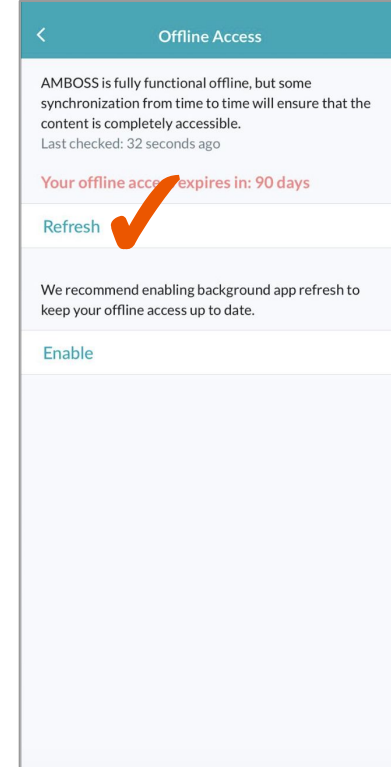 Offline Access
AMBOSS is fully functional offline, but some
synchronization from time to time will ensure that the
content is completely accessible.
Last checked: 32 seconds ago
Your offline access expires in: 90 days
Refresh
We recommend enabling background app refresh to
keep your offline access up to date.
Enable